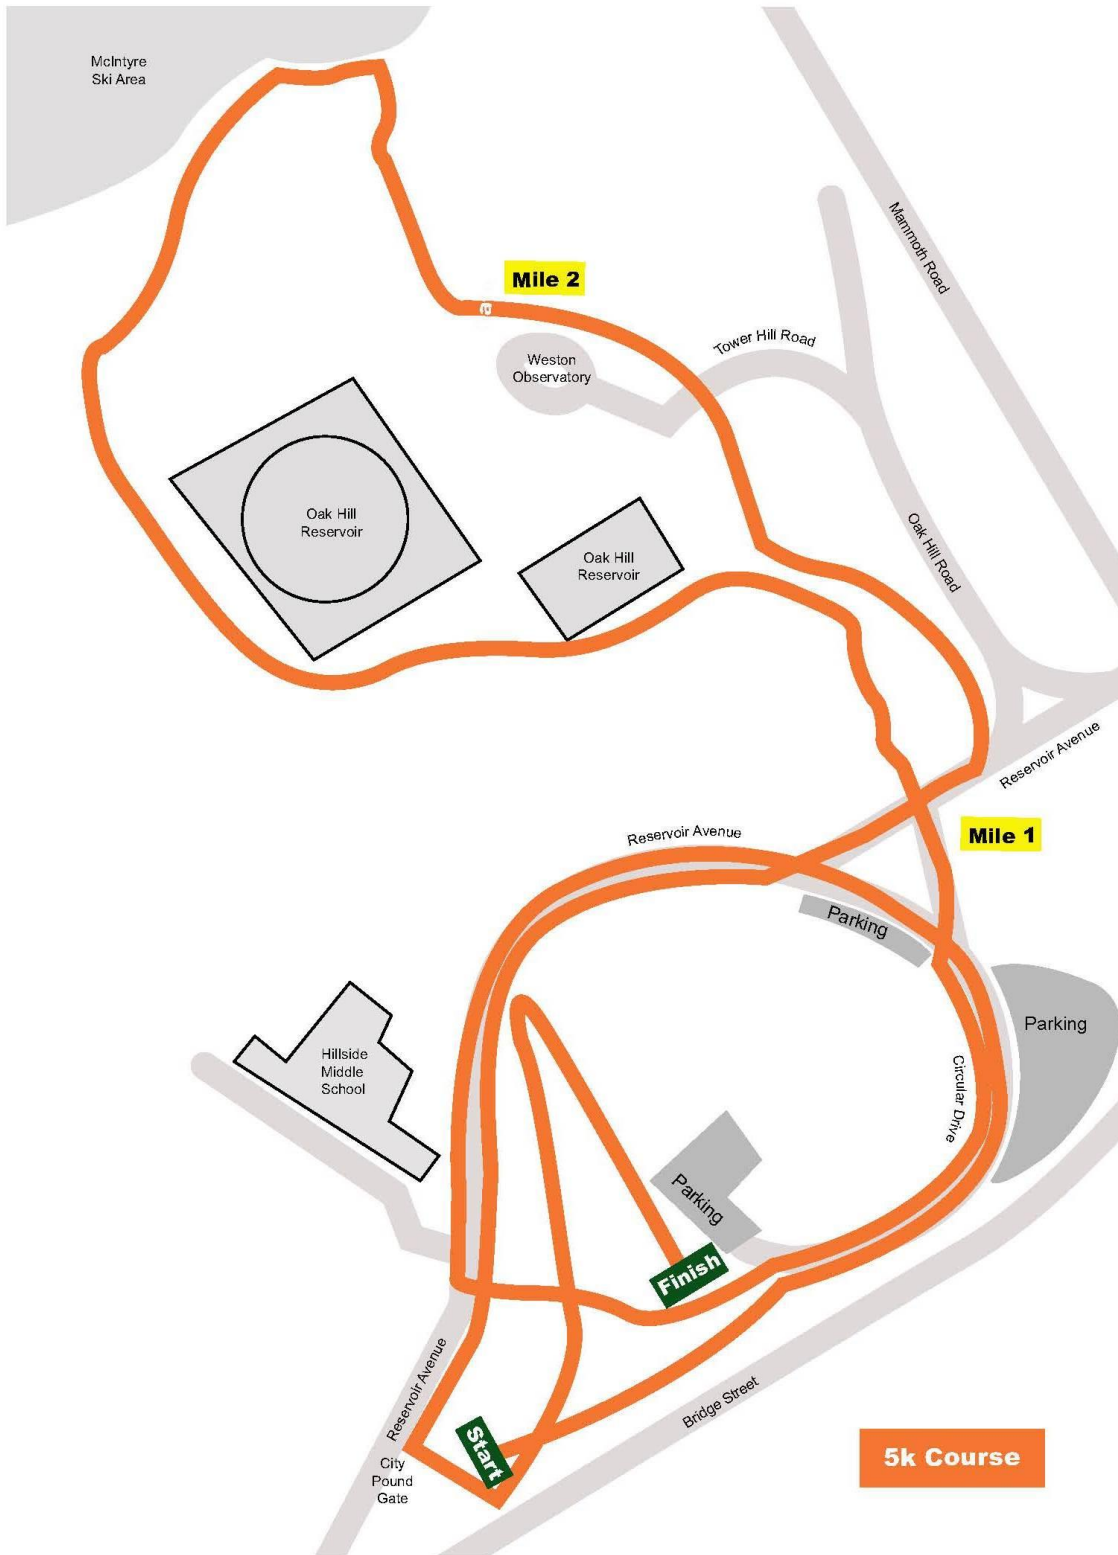 McIntyre
Ski Area
Mammoth Road
Mile 2
Tower Hill Road
Weston
Observatory
Oak Hill
Reservoir
Oak Hill
Reservoir
Oak Hill Road
Reservoir Avenue
Mile 1
Reservoir Avenue
Parking
Parking
Hillside
Middle
School
Circular Drive
Parking
Finish
Reservoir Avenue
Bridge Street
Start
City
Pound
Gate
5k Course